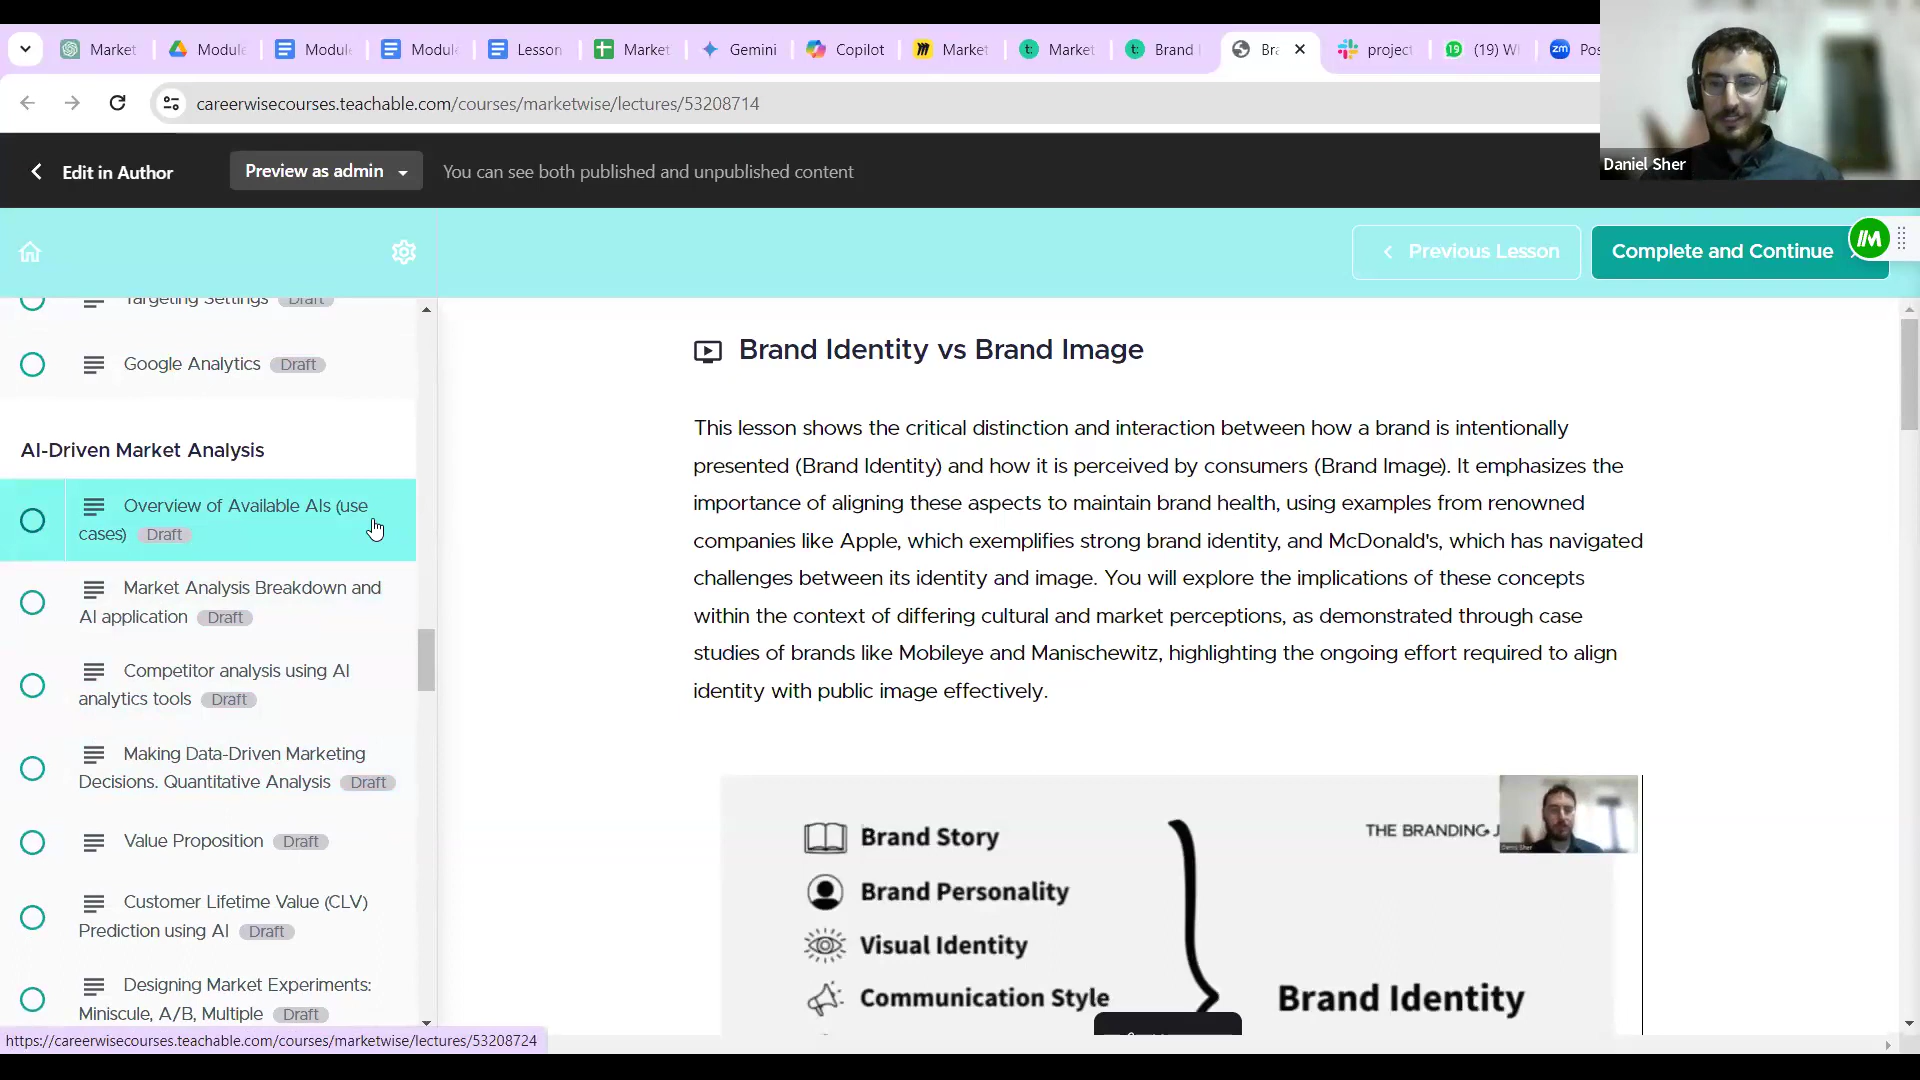 Market
Module
Module
Module
Lesson
Market
Gemini
Copilot
Market
Market
Brand
Bra
project
(19) W
Pos
careerwisecourses.teachable.com/courses/marketwise/lectures/53208714
Daniel Sher
Edit in Author
Preview as admin
You can see both published and unpublished content
Previous Lesson
Complete and Continue
Targeting Settings Draft
Google Analytics Draft
AI-Driven Market Analysis
Overview of Available AIs (use
cases) Draft
Market Analysis Breakdown and
AI application Draft
Competitor analysis using AI
analytics tools Draft
Making Data-Driven Marketing
Decisions. Quantitative Analysis Draft
Value Proposition Draft
Customer Lifetime Value (CLV)
Prediction using AI Draft
Designing Market Experiments:
Miniscule, A/B, Multiple Draft
https://careerwisecourses.teachable.com/courses/marketwise/lectures/53208724
Brand Identity vs Brand Image
This lesson shows the critical distinction and interaction between how a brand is intentionally
presented (Brand Identity) and how it is perceived by consumers (Brand Image). It emphasizes the
importance of aligning these aspects to maintain brand health, using examples from renowned
companies like Apple, which exemplifies strong brand identity, and McDonald's, which has navigated
challenges between its identity and image. You will explore the implications of these concepts
within the context of differing cultural and market perceptions, as demonstrated through case
studies of brands like Mobileye and Manischewitz, highlighting the ongoing effort required to align
identity with public image effectively.
Brand Story
THE BRANDING J
Brand Personality
Visual Identity
Communication Style
Brand Identity